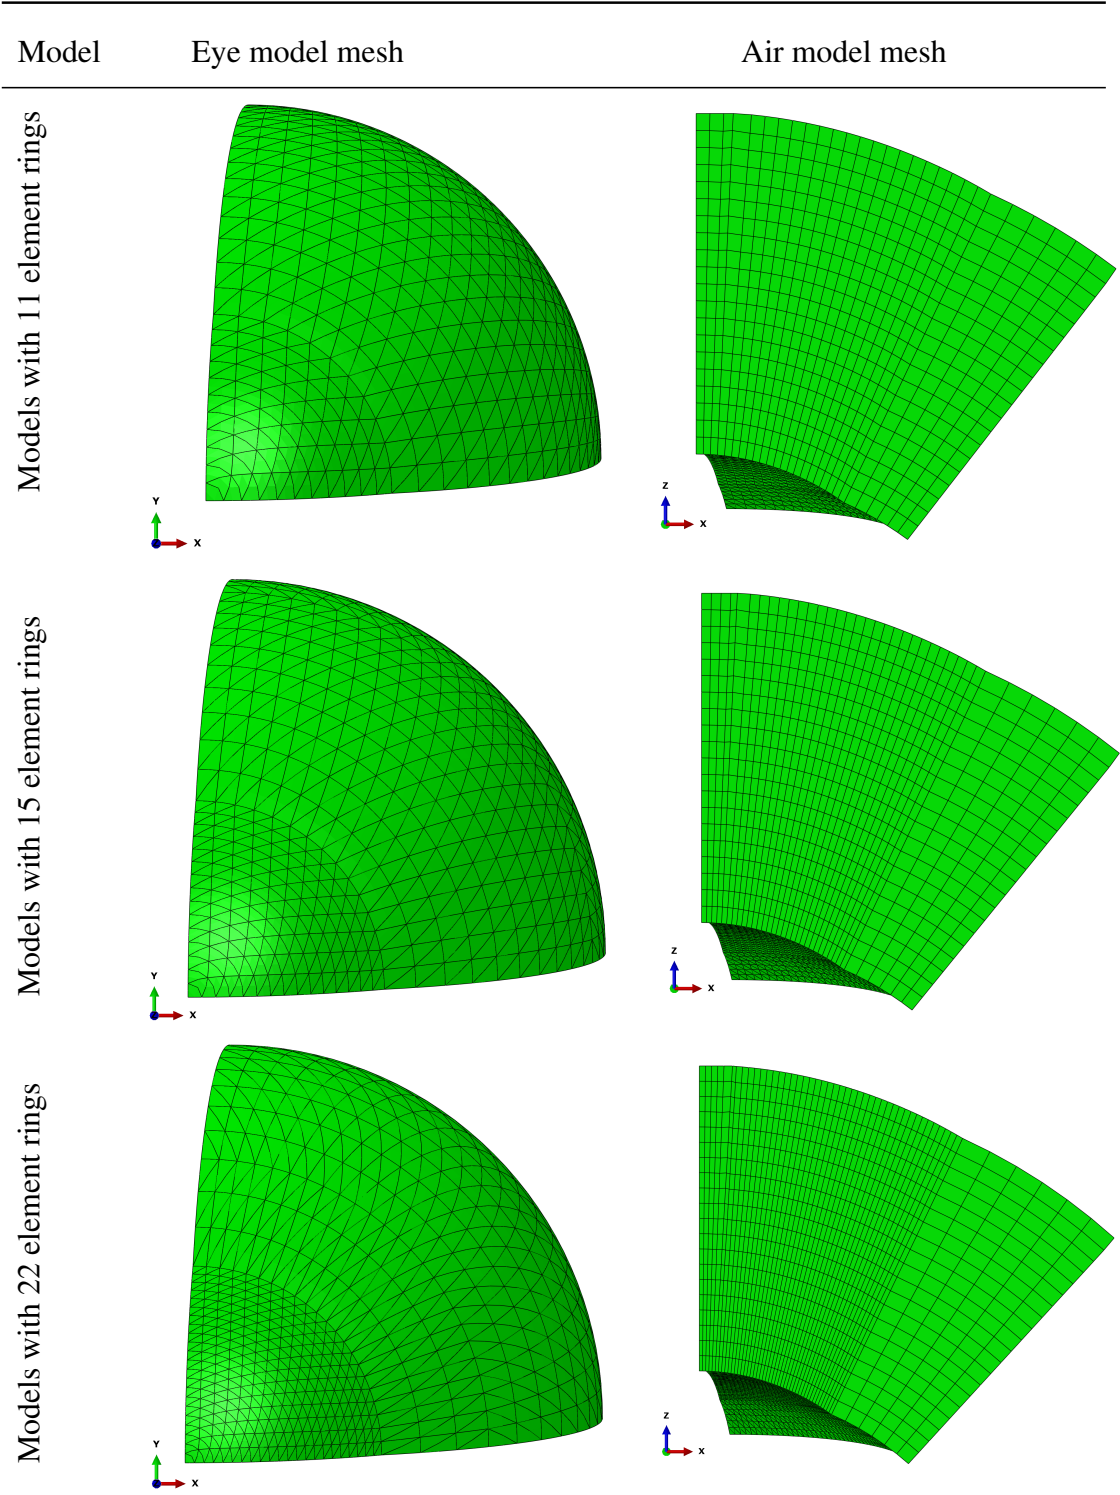 Model Eye model mesh Air model mesh
Models with 11 element rings
Y
X
Z
X
Models with 15 element rings
Y
X
Z
X
Models with 22 element rings
Y
X
Z
X